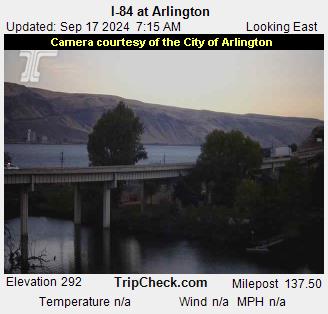 I-84 at Arlington
Updated: Sep 17 2024 7:15 AM Looking East
Camera courtesy of the City of Arlington
Elevation 292 TripCheck.com Milepost 137.50
Temperature n/a Wind n/a MPH n/a